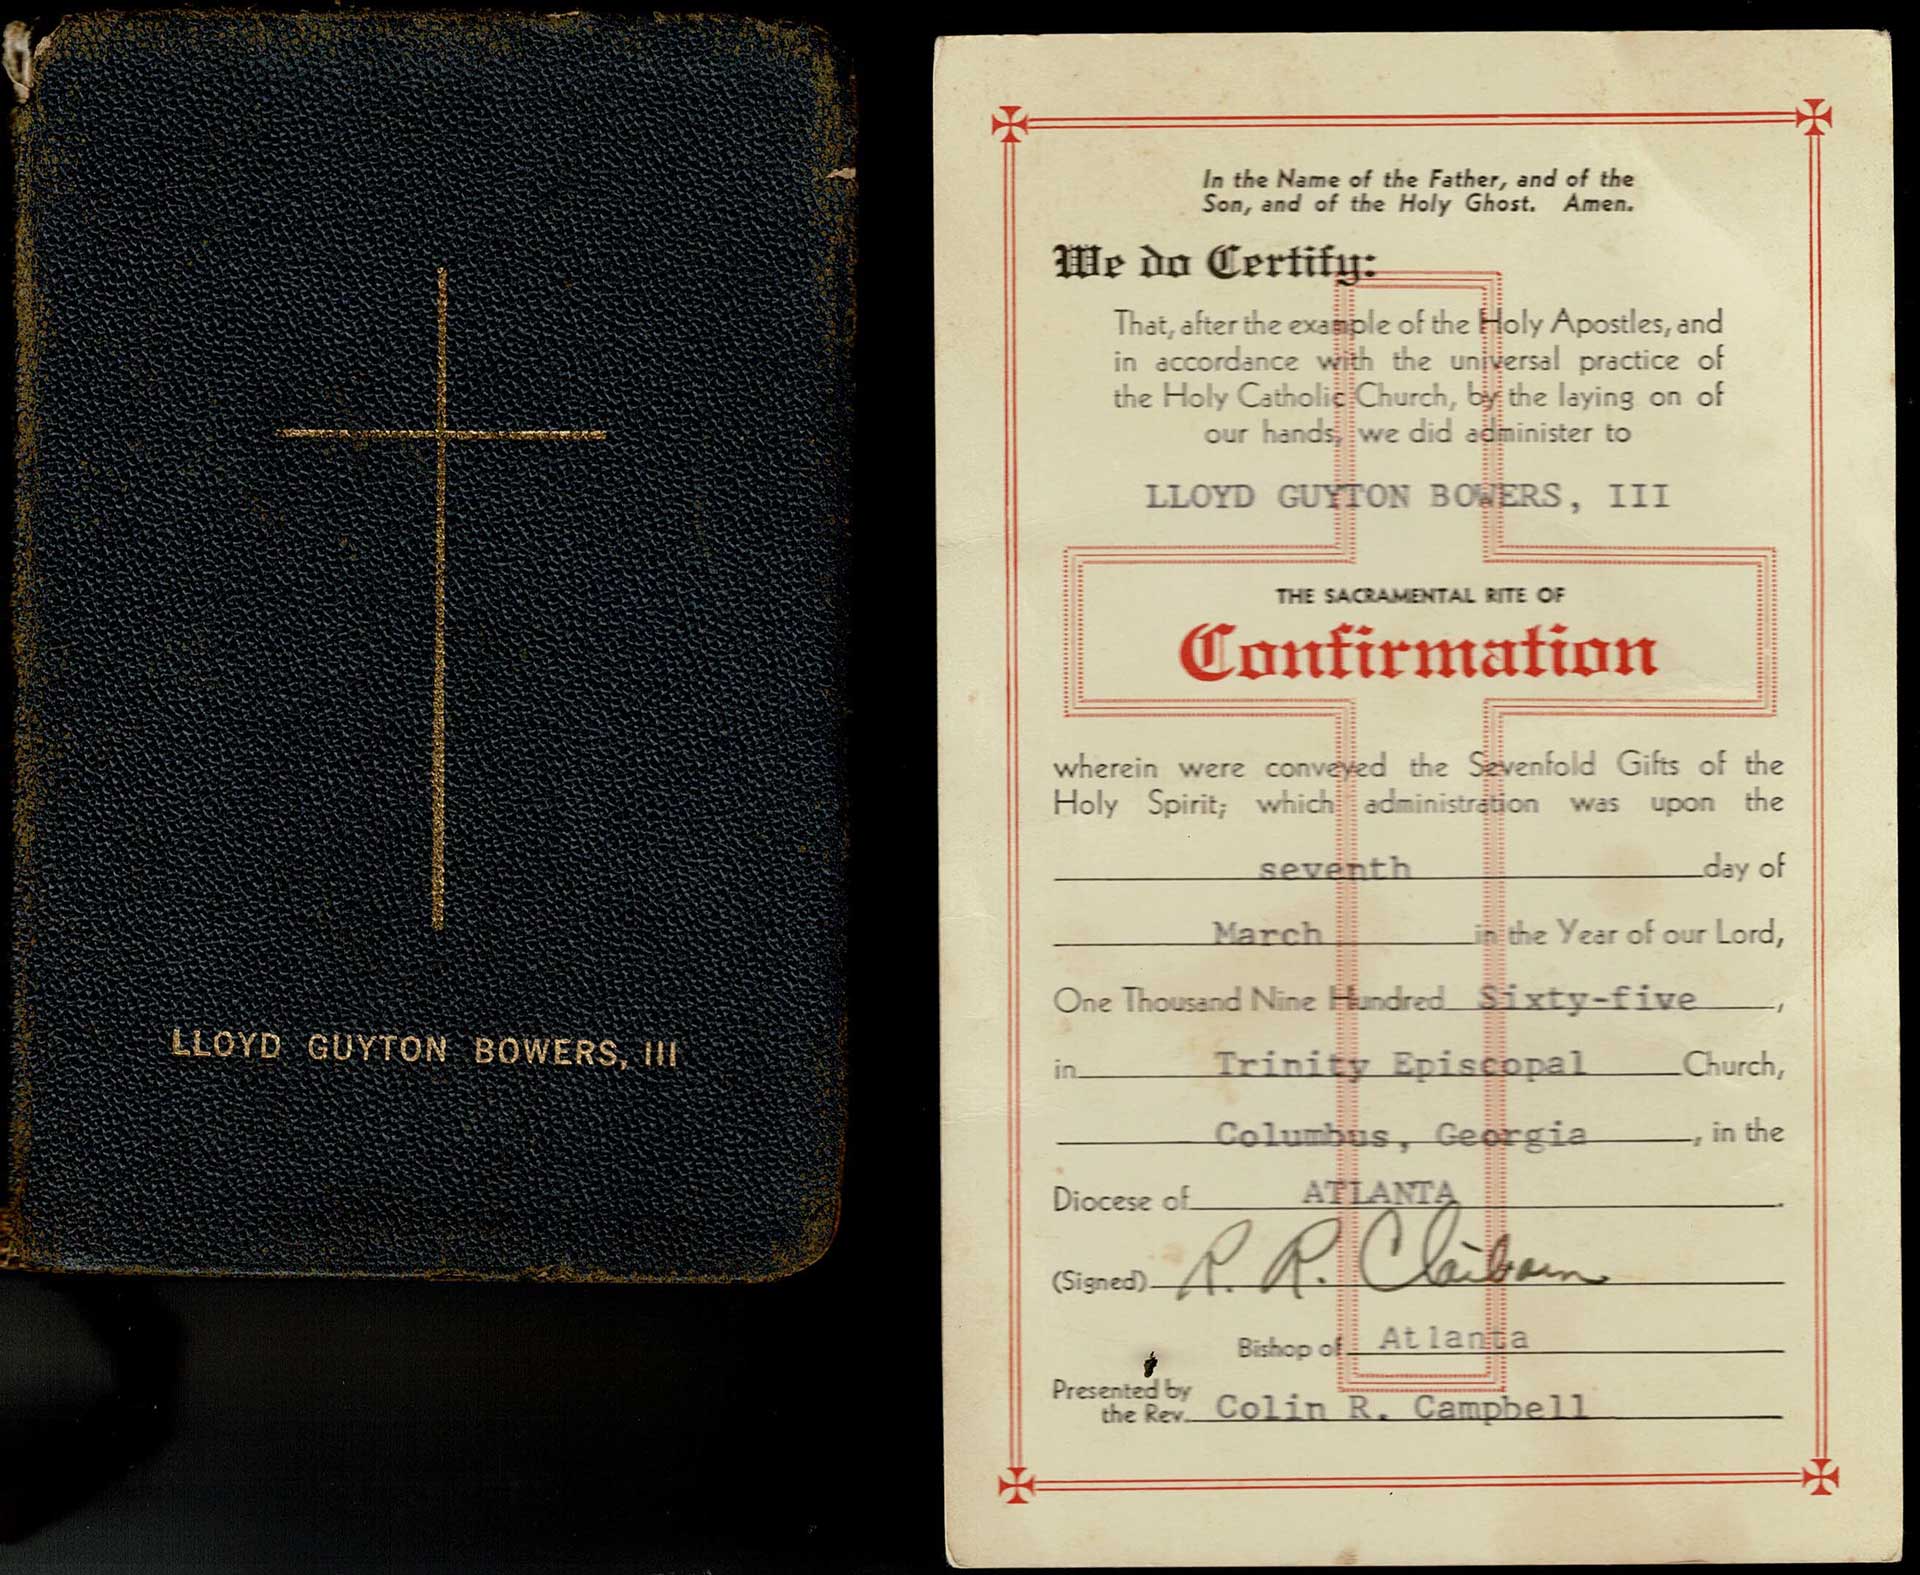 LLOYD GUYTON BOWERS, III
In the Name of the Father, and of the
Son, and of the Holy Ghost. Amen.
We do Certify:
That, after the example of the Holy Apostles, and
in accordance with the universal practice of
the Holy Catholic Church, by the laying on of
our hands, we did administer to
LLOYD GUYTON BOWERS, III
THE SACRAMENTAL RITE OF
Confirmation
wherein were conveyed the Sevenfold Gifts of the
Holy Spirit; which administration was upon the
seventh day of
March in the Year of our Lord,
One Thousand Nine Hundred Sixty-five,
in Trinity Episcopal Church,
Columbus, Georgia, in the
Diocese of ATLANTA.
(Signed) R. R. Claiborne
Bishop of Atlanta
Presented by
the Rev. Colin R. Campbell